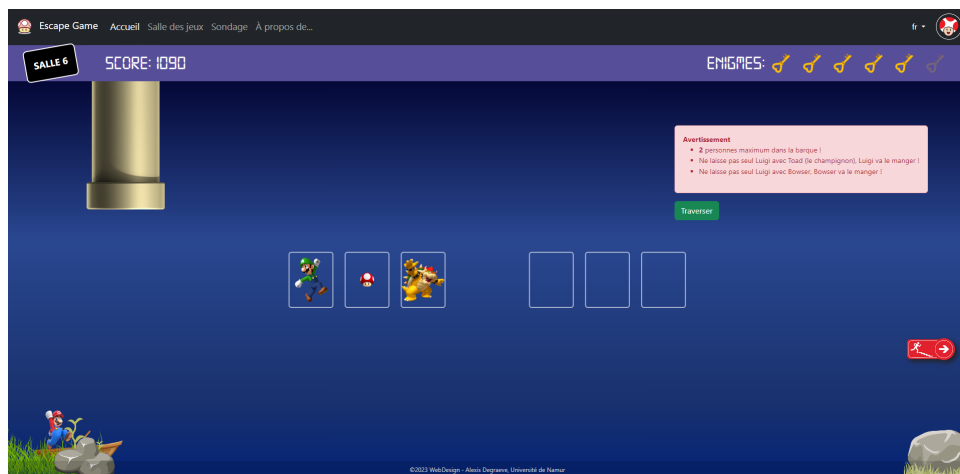 Escape Game Accueil Salle des jeux Sondage À propos de... fr
SALLE 6 SCORE: 1090 ENIGMES:
Avertissement
2 personnes maximum dans la barque !
Ne laisse pas seul Luigi avec Toad (le champignon), Luigi va le manger !
Ne laisse pas seul Luigi avec Bowser, Bowser va le manger !
Traverser
©2023 WebDesign - Alexis Degraeve, Université de Namur